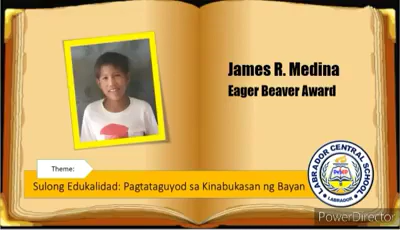 James R. Medina
Eager Beaver Award
Theme:
Sulong Edukalidad: Pagtataguyod sa Kinabukasan ng Bayan
LABRADOR CENTRAL SCHOOL
LABRADOR
PowerDirector